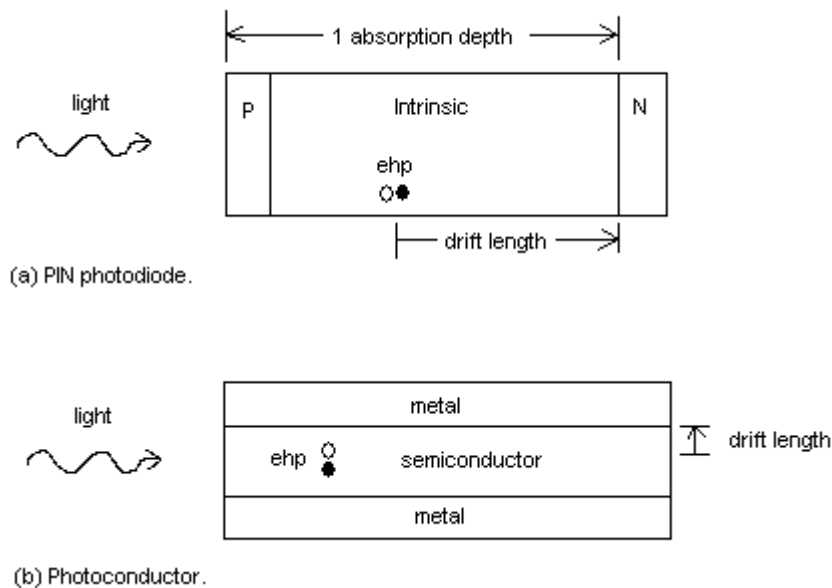 1 absorption depth
light
P
Intrinsic
N
ehp
drift length
(a) PIN photodiode.
metal
light
drift length
ehp
semiconductor
metal
(b) Photoconductor.